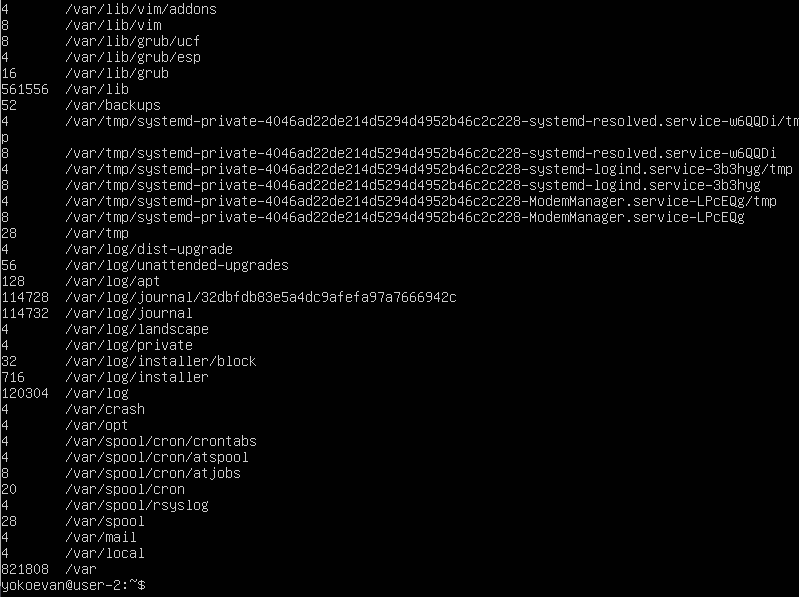 4       /var/lib/vim/addons
8       /var/lib/vim
8       /var/lib/grub/ucf
4       /var/lib/grub/esp
16      /var/lib/grub
561556  /var/lib
52      /var/backups
4       /var/tmp/systemd-private-4046ad22de214d5294d4952b46c2c228-systemd-resolved.service-w6QQDi/tm
p
8       /var/tmp/systemd-private-4046ad22de214d5294d4952b46c2c228-systemd-resolved.service-w6QQDi
4       /var/tmp/systemd-private-4046ad22de214d5294d4952b46c2c228-systemd-logind.service-3b3hyg/tmp
8       /var/tmp/systemd-private-4046ad22de214d5294d4952b46c2c228-systemd-logind.service-3b3hyg
4       /var/tmp/systemd-private-4046ad22de214d5294d4952b46c2c228-ModemManager.service-LPcEQg/tmp
8       /var/tmp/systemd-private-4046ad22de214d5294d4952b46c2c228-ModemManager.service-LPcEQg
28      /var/tmp
4       /var/log/dist-upgrade
56      /var/log/unattended-upgrades
128     /var/log/apt
114728  /var/log/journal/32dbfdb83e5a4dc9afefa97a7666942c
114732  /var/log/journal
4       /var/log/landscape
4       /var/log/private
32      /var/log/installer/block
716     /var/log/installer
120304  /var/log
4       /var/crash
4       /var/opt
4       /var/spool/cron/crontabs
4       /var/spool/cron/atspool
8       /var/spool/cron/atjobs
20      /var/spool/cron
4       /var/spool/rsyslog
28      /var/spool
4       /var/mail
4       /var/local
821808  /var
yokoevan@user-2:~$